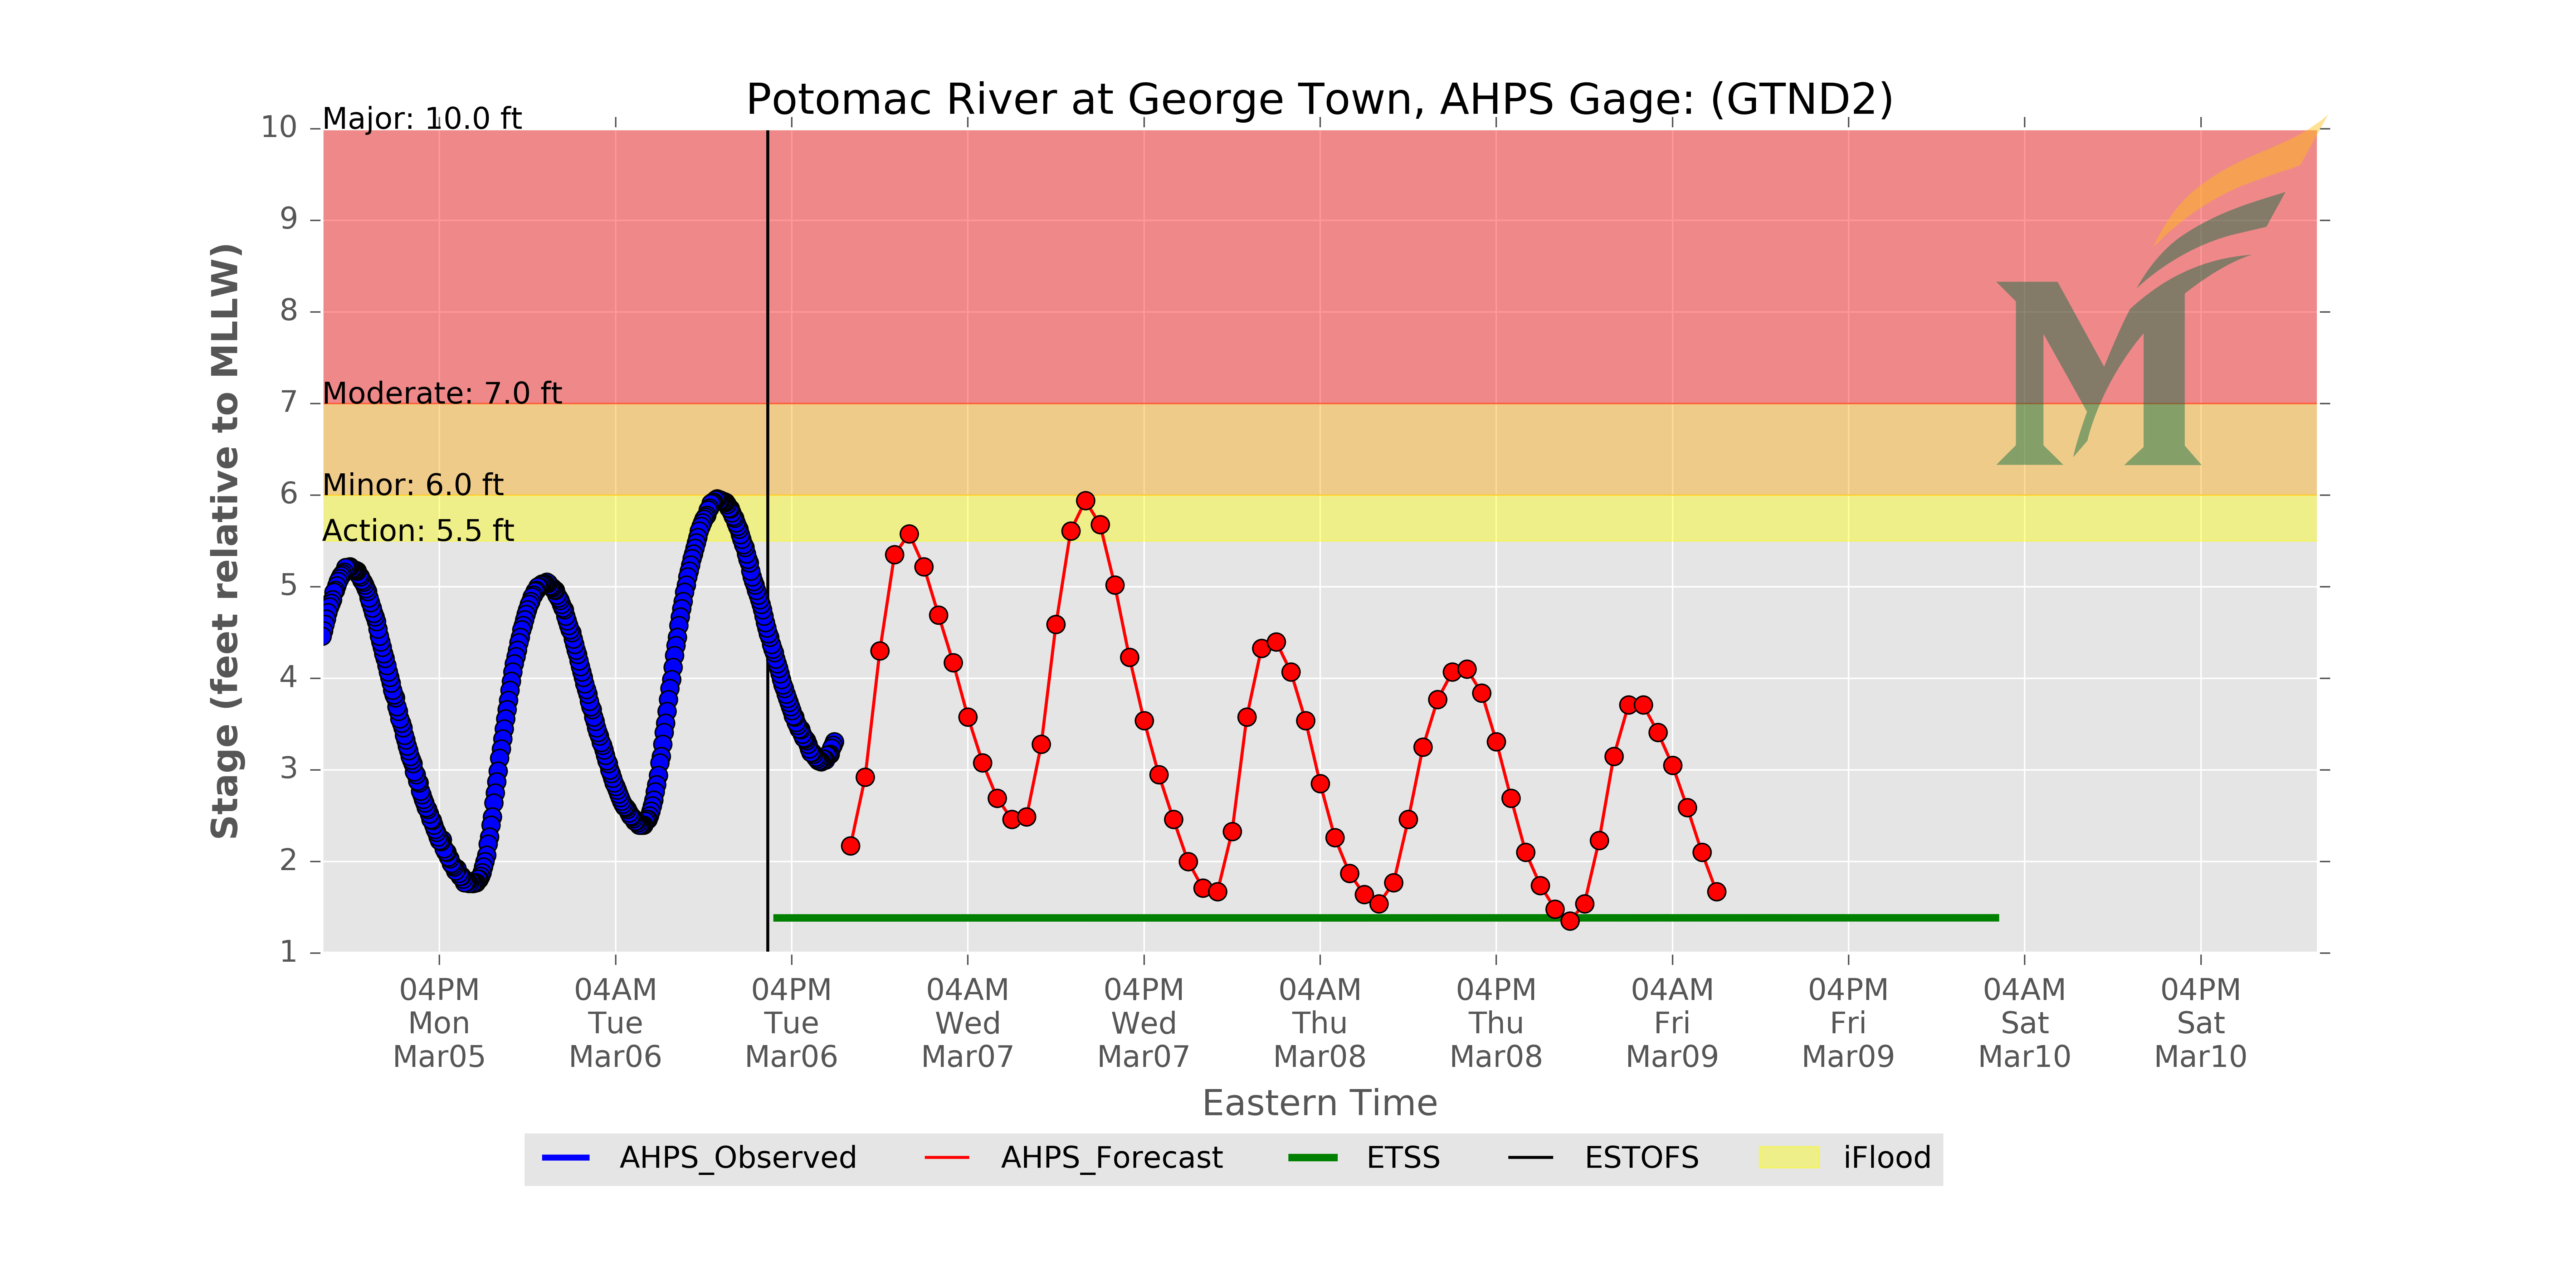 Potomac River at George Town, AHPS Gage: (GTND2)
Major: 10.0 ft
Moderate: 7.0 ft
Minor: 6.0 ft
Action: 5.5 ft
Stage (feet relative to MLLW)
10
9
8
7
6
5
4
3
2
1
04PM Mon Mar05
04AM Tue Mar06
04PM Tue Mar06
04AM Wed Mar07
04PM Wed Mar07
04AM Thu Mar08
04PM Thu Mar08
04AM Fri Mar09
04PM Fri Mar09
04AM Sat Mar10
04PM Sat Mar10
Eastern Time
AHPS_Observed
AHPS_Forecast
ETSS
ESTOFS
iFlood
M